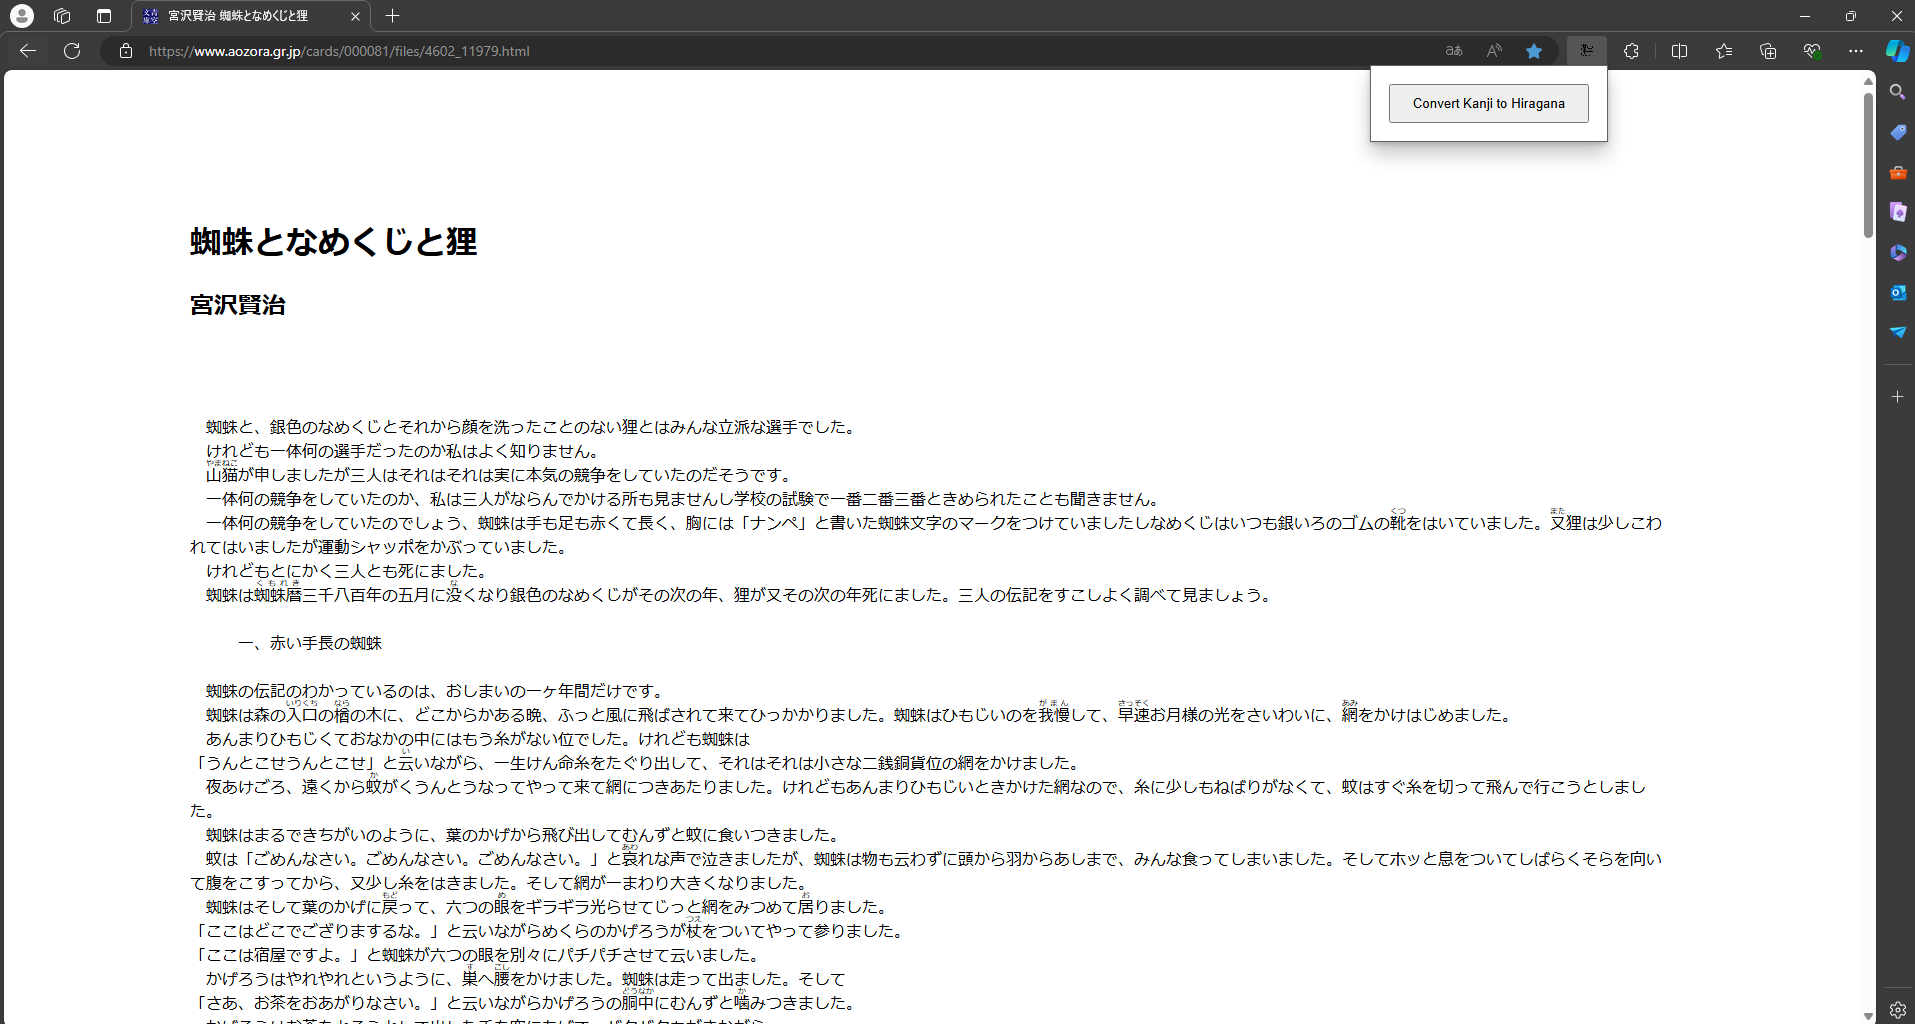 宮沢賢治 蜘蛛となめくじと狸
https://www.aozora.gr.jp/cards/000081/files/4602_11979.html
Convert Kanji to Hiragana
蜘蛛となめくじと狸
宮沢賢治
蜘蛛と、銀色のなめくじとそれから顔を洗ったことのない狸とはみんな立派な選手でした。
けれども一体何の選手だったのか私はよく知りません。
やまねこ
山猫が申しましたが三人はそれはそれは実に本気の競争をしていたのだそうです。
一体何の競争をしていたのか、私は三人がならんでかける所も見ませんし学校の試験で一番二番三番ときめられたことも聞きません。
くつ また
一体何の競争をしていたのでしょう、蜘蛛は手も足も赤くて長く、胸には「ナンペ」と書いた蜘蛛文字のマークをつけていましたしなめくじはいつも銀いろのゴムの靴をはいていました。又狸は少しこわ
れてはいましたが運動シャッポをかぶっていました。
けれどもとにかく三人とも死にました。
くもれき な
蜘蛛は蜘蛛暦三千八百年の五月に没くなり銀色のなめくじがその次の年、狸が又その次の年死にました。三人の伝記をすこしよく調べて見ましょう。
一、赤い手長の蜘蛛
蜘蛛の伝記のわかっているのは、おしまいの一ヶ年間だけです。
いりくち なら がまん さっそく あみ
蜘蛛は森の入口の楢の木に、どこからかある晩、ふっと風に飛ばされて来てひっかかりました。蜘蛛はひもじいのを我慢して、早速お月様の光をさいわいに、網をかけはじめました。
あんまりひもじくておなかの中にはもう糸がない位でした。けれども蜘蛛は
い
「うんとこせうんとこせ」と云いながら、一生けん命糸をたぐり出して、それはそれは小さな二銭銅貨位の網をかけました。
か
夜あけごろ、遠くから蚊がくうんとうなってやって来て網につきあたりました。けれどもあんまりひもじいときかけた網なので、糸に少しもねばりがなくて、蚊はすぐ糸を切って飛んで行こうとしまし
た。
蜘蛛はまるできちがいのように、葉のかげから飛び出してむんずと蚊に食いつきました。
あわ
蚊は「ごめんなさい。ごめんなさい。ごめんなさい。」と哀れな声で泣きましたが、蜘蛛は物も云わずに頭から羽からあしまで、みんな食ってしまいました。そしてホッと息をついてしばらくそらを向い
て腹をこすってから、又少し糸をはきました。そして網が一まわり大きくなりました。
もど め お
蜘蛛はそして葉のかげに戻って、六つの眼をギラギラ光らせてじっと網をみつめて居りました。
つえ
「ここはどこでござりまするな。」と云いながらめくらのかげろうが杖をついてやって参りました。
「ここは宿屋ですよ。」と蜘蛛が六つの眼を別々にパチパチさせて云いました。
す こし
かげろうはやれやれというように、巣へ腰をかけました。蜘蛛は走って出ました。そして
どうなか か
「さあ、お茶をおあがりなさい。」と云いながらかげろうの胴中にむんずと噛みつきました。